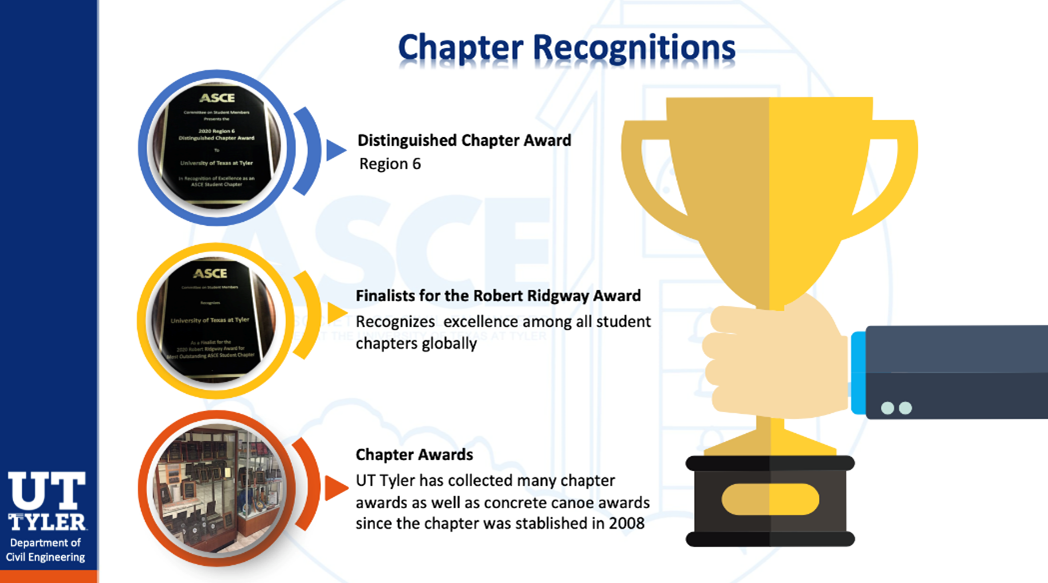 Chapter Recognitions
ASCE
Committee on Student Members
Presents the
2020 Region 6
Distinguished Chapter Award
To
University of Texas at Tyler
In Recognition of Excellence as an
ASCE Student Chapter
Distinguished Chapter Award
Region 6
ASCE
ASCE
Committee on Student Members
Recognizes
University of Texas at Tyler
As a Finalist for the
2020 Robert Ridgway Award for
Most Outstanding ASCE Student Chapter
Finalists for the Robert Ridgway Award
Recognizes excellence among all student
chapters globally
AT TYLER
Chapter Awards
UT Tyler has collected many chapter
awards as well as concrete canoe awards
since the chapter was stablished in 2008
UT
TYLER
Department of
Civil Engineering